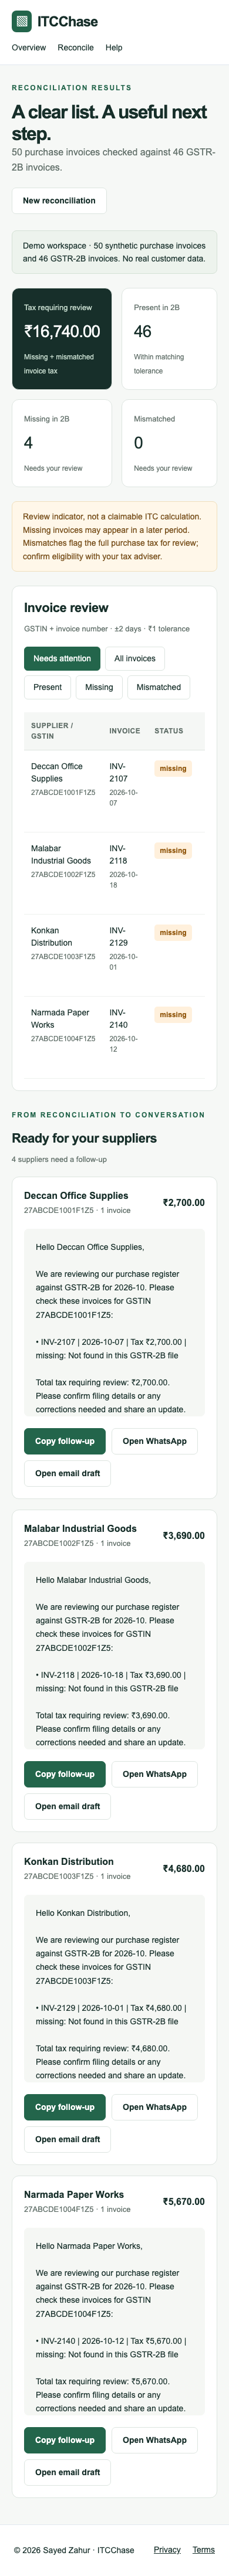 ITCChase
Overview Reconcile Help
RECONCILIATION RESULTS
A clear list. A useful next
step.
50 purchase invoices checked against 46 GSTR-
2B invoices.
New reconciliation
Demo workspace · 50 synthetic purchase invoices
and 46 GSTR-2B invoices. No real customer data.
Tax requiring review
₹16,740.00
Missing + mismatched
invoice tax
Present in 2B
46
Within matching
tolerance
Missing in 2B
4
Needs your review
Mismatched
0
Needs your review
Review indicator, not a claimable ITC calculation.
Missing invoices may appear in a later period.
Mismatches flag the full purchase tax for review;
confirm eligibility with your tax adviser.
Invoice review
GSTIN + invoice number · ±2 days · ₹1 tolerance
Needs attention All invoices
Present Missing Mismatched
SUPPLIER /
GSTIN
INVOICE
STATUS
Deccan Office
Supplies
27ABCDE1001F1Z5
INV-
2107
2026-10-
07
missing
Malabar
Industrial Goods
27ABCDE1002F1Z5
INV-
2118
2026-10-
18
missing
Konkan
Distribution
27ABCDE1003F1Z5
INV-
2129
2026-10-
01
missing
Narmada Paper
Works
27ABCDE1004F1Z5
INV-
2140
2026-10-
12
missing
FROM RECONCILIATION TO CONVERSATION
Ready for your suppliers
4 suppliers need a follow-up
Deccan Office Supplies
27ABCDE1001F1Z5 · 1 invoice
₹2,700.00
Hello Deccan Office Supplies,
We are reviewing our purchase register
against GSTR-2B for 2026-10. Please
check these invoices for GSTIN
27ABCDE1001F1Z5:
• INV-2107 | 2026-10-07 | Tax ₹2,700.00 |
missing: Not found in this GSTR-2B file
Total tax requiring review: ₹2,700.00.
Please confirm filing details or any
corrections needed and share an update.
Copy follow-up Open WhatsApp
Open email draft
Malabar Industrial Goods
27ABCDE1002F1Z5 · 1 invoice
₹3,690.00
Hello Malabar Industrial Goods,
We are reviewing our purchase register
against GSTR-2B for 2026-10. Please
check these invoices for GSTIN
27ABCDE1002F1Z5:
• INV-2118 | 2026-10-18 | Tax ₹3,690.00 |
missing: Not found in this GSTR-2B file
Total tax requiring review: ₹3,690.00.
Please confirm filing details or any
corrections needed and share an update.
Copy follow-up Open WhatsApp
Open email draft
Konkan Distribution
27ABCDE1003F1Z5 · 1 invoice
₹4,680.00
Hello Konkan Distribution,
We are reviewing our purchase register
against GSTR-2B for 2026-10. Please
check these invoices for GSTIN
27ABCDE1003F1Z5:
• INV-2129 | 2026-10-01 | Tax ₹4,680.00 |
missing: Not found in this GSTR-2B file
Total tax requiring review: ₹4,680.00.
Please confirm filing details or any
corrections needed and share an update.
Copy follow-up Open WhatsApp
Open email draft
Narmada Paper Works
27ABCDE1004F1Z5 · 1 invoice
₹5,670.00
Hello Narmada Paper Works,
We are reviewing our purchase register
against GSTR-2B for 2026-10. Please
check these invoices for GSTIN
27ABCDE1004F1Z5:
• INV-2140 | 2026-10-12 | Tax ₹5,670.00 |
missing: Not found in this GSTR-2B file
Total tax requiring review: ₹5,670.00.
Please confirm filing details or any
corrections needed and share an update.
Copy follow-up Open WhatsApp
Open email draft
© 2026 Sayed Zahur · ITCChase Privacy Terms